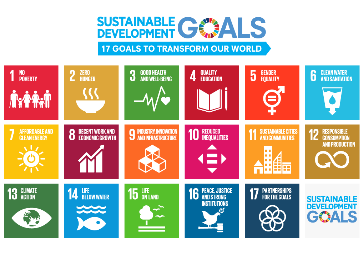 SUSTAINABLE
DEVELOPMENT GOALS
17 GOALS TO TRANSFORM OUR WORLD
1 NO
POVERTY
2 ZERO
HUNGER
3 GOOD HEALTH
AND WELL-BEING
4 QUALITY
EDUCATION
5 GENDER
EQUALITY
6 CLEAN WATER
AND SANITATION
7 AFFORDABLE AND
CLEAN ENERGY
8 DECENT WORK AND
ECONOMIC GROWTH
9 INDUSTRY, INNOVATION
AND INFRASTRUCTURE
10 REDUCED
INEQUALITIES
11 SUSTAINABLE CITIES
AND COMMUNITIES
12 RESPONSIBLE
CONSUMPTION
AND PRODUCTION
13 CLIMATE
ACTION
14 LIFE
BELOW WATER
15 LIFE
ON LAND
16 PEACE, JUSTICE
AND STRONG
INSTITUTIONS
17 PARTNERSHIPS
FOR THE GOALS
SUSTAINABLE
DEVELOPMENT
GOALS